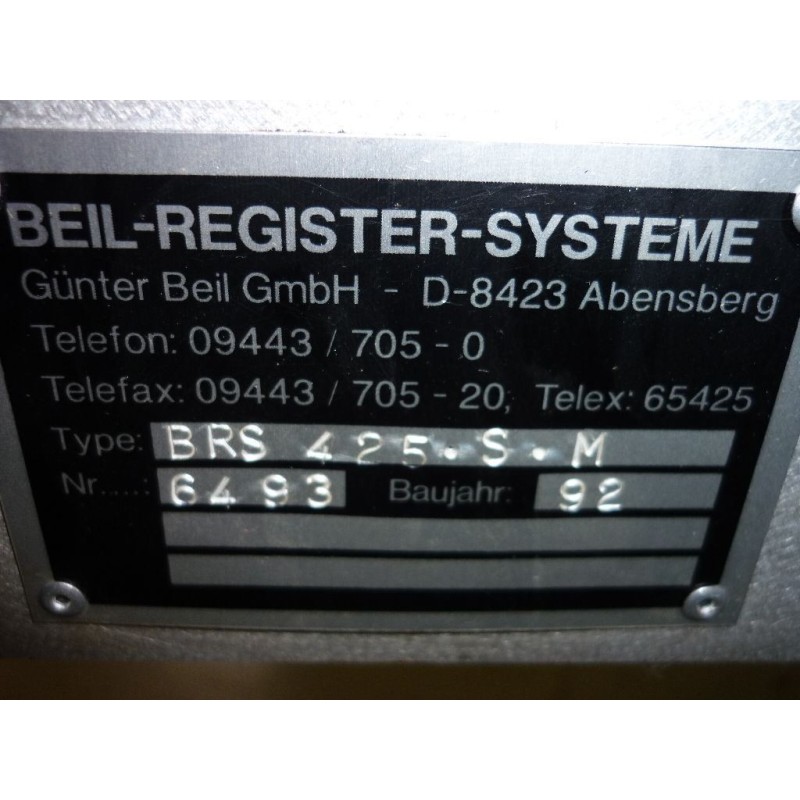 BEIL-REGISTER-SYSTEME
Günter Beil GmbH - D-8423 Abensberg
Telefon: 09443 / 705 - 0
Telefax: 09443 / 705 - 20, Telex: 65425
Type: BRS 425.S.M
Nr.....: 6493 Baujahr: 92